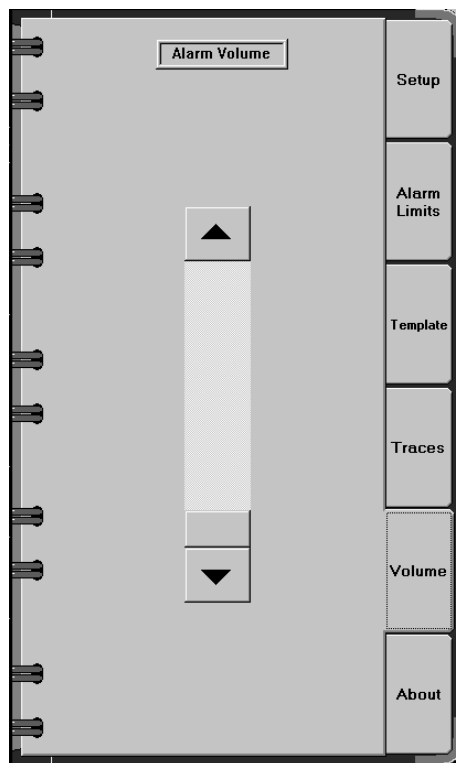 Alarm Volume
Setup
Alarm
Limits
Template
Traces
Volume
About